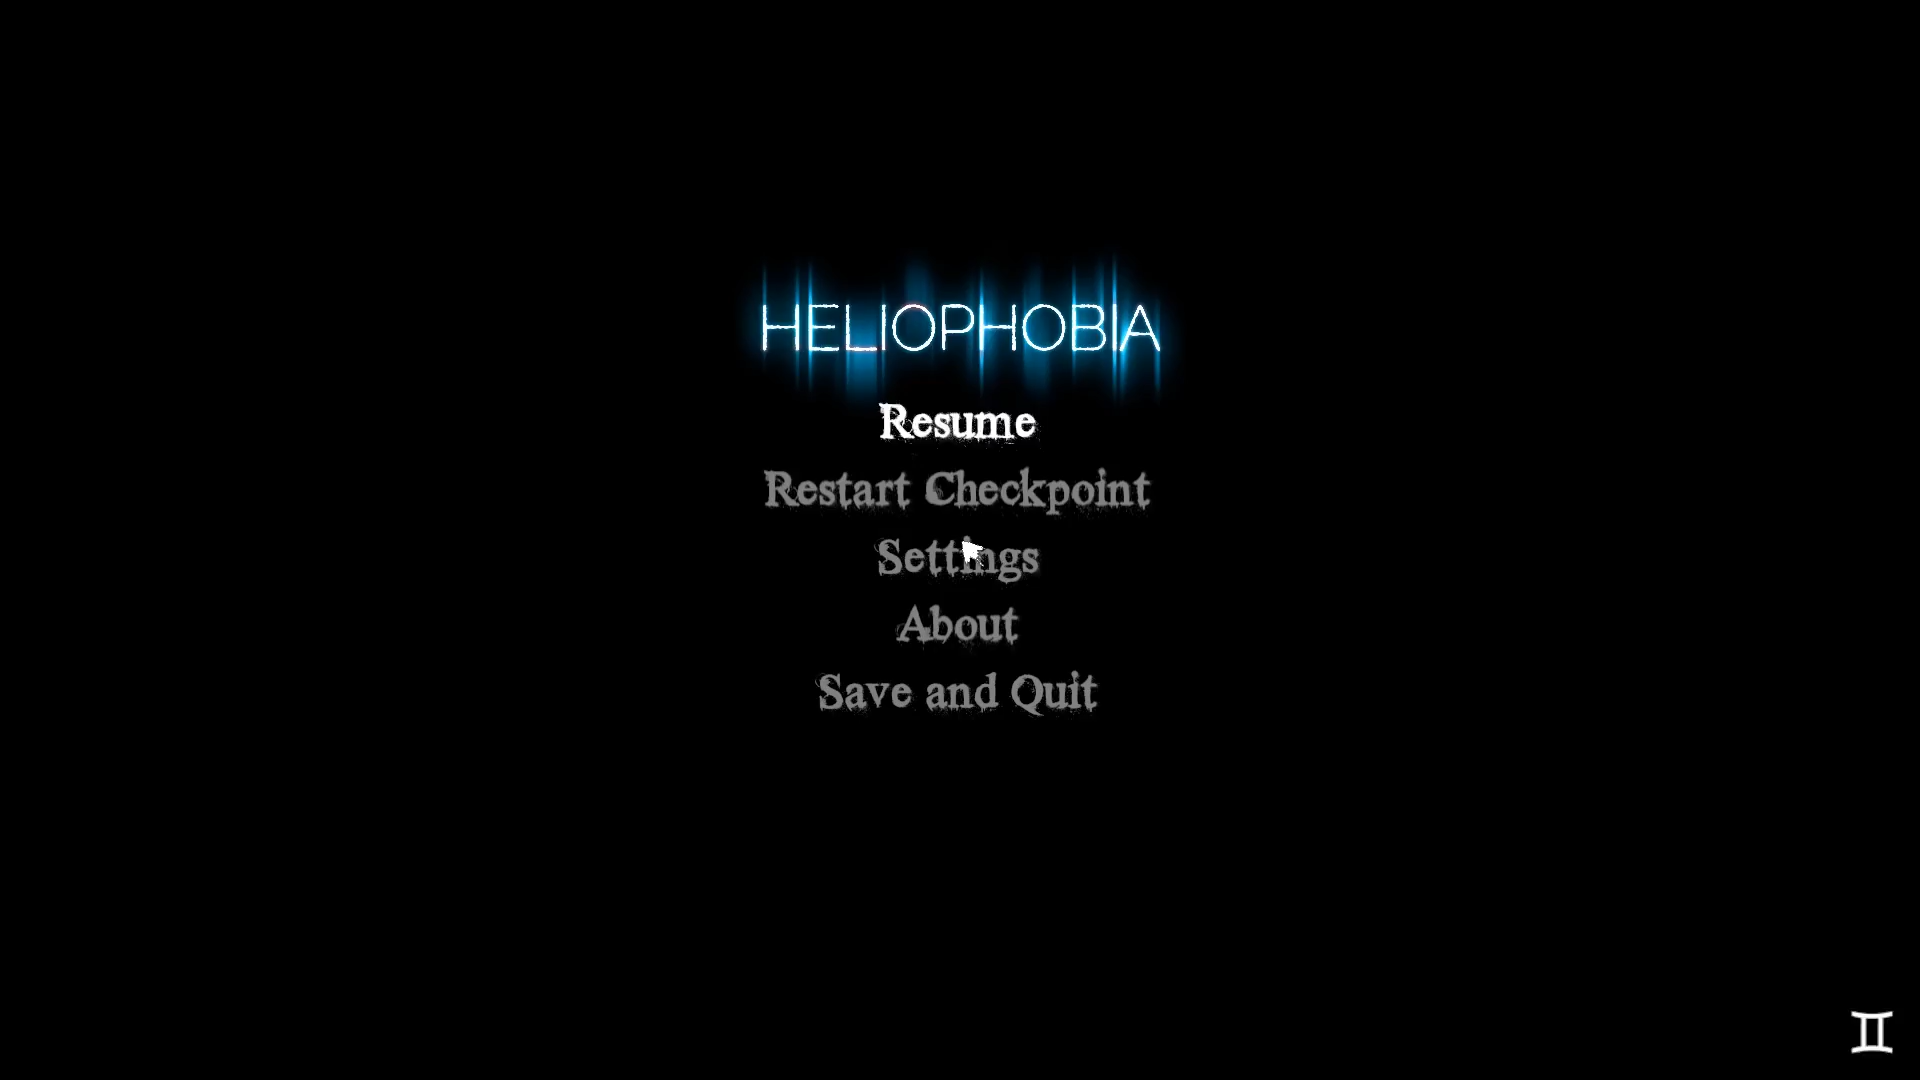 HELIOPHOBIA
Resume
Restart Checkpoint
Settings
About
Save and Quit